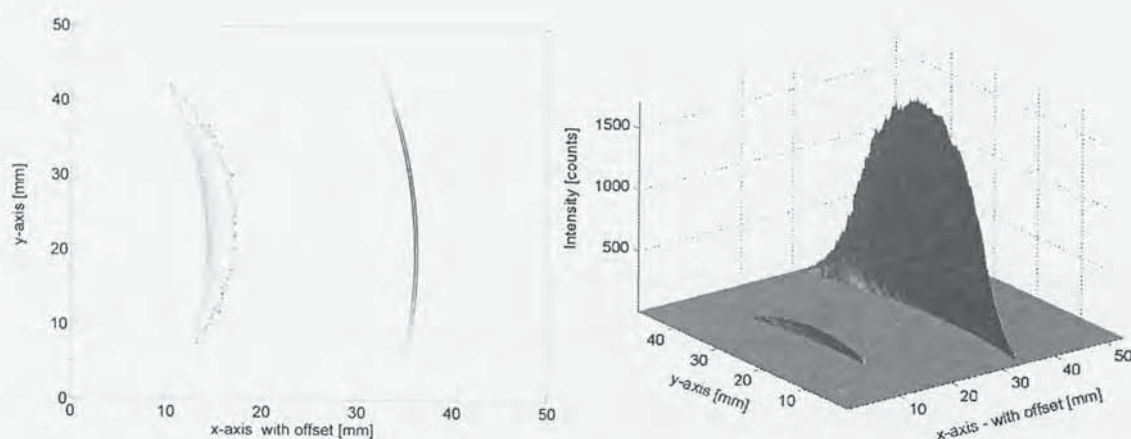 50
40
30
20
10
0
y-axis [mm]
0 10 20 30 40 50
x-axis with offset [mm]
1500
1000
500
Intensity [counts]
40
30
20
10
y-axis [mm]
10 20 30 40 50
x-axis - with offset [mm]